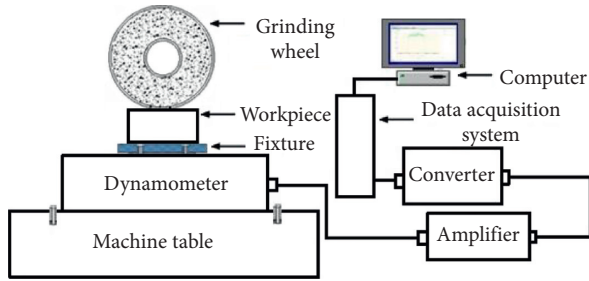 Grinding
wheel
Computer
Workpiece
Data acquisition
system
Fixture
Dynamometer
Converter
Machine table
Amplifier